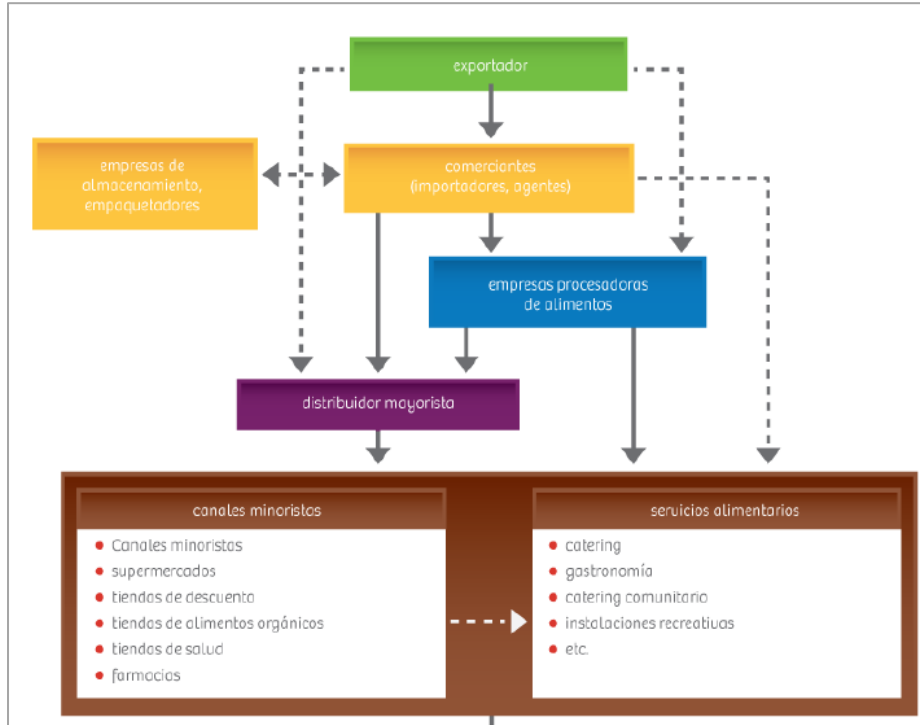 exportador
empresas de
almacenamiento,
empaquetadores
comerciantes
(importadores, agentes)
empresas procesadoras
de alimentos
distribuidor mayorista
canales minoristas
Canales minoristas
supermercados
tiendas de descuento
tiendas de alimentos orgánicos
tiendas de salud
farmacias
servicios alimentarios
catering
gastronomía
catering comunitario
instalaciones recreativas
etc.